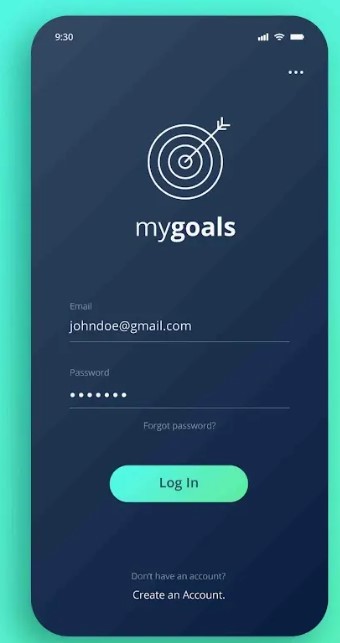 9:30
mygoals
Email
johndoe@gmail.com
Password
•••••••
Forgot password?
Log In
Don't have an account?
Create an Account.